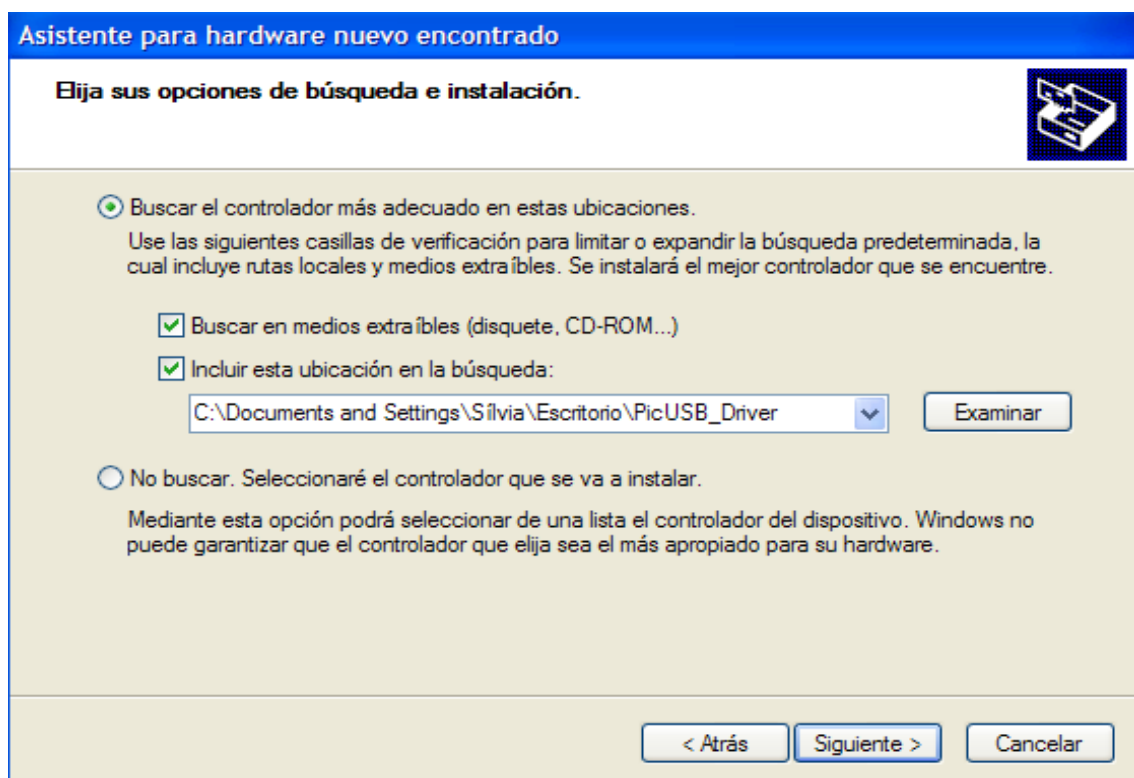 Asistente para hardware nuevo encontrado
Elija sus opciones de búsqueda e instalación.
Buscar el controlador más adecuado en estas ubicaciones.
Use las siguientes casillas de verificación para limitar o expandir la búsqueda predeterminada, la
cual incluye rutas locales y medios extraíbles. Se instalará el mejor controlador que se encuentre.
Buscar en medios extraíbles (disquete, CD-ROM...)
Incluir esta ubicación en la búsqueda:
C:\Documents and Settings\Sílvia\Escritorio\PicUSB_Driver
Examinar
No buscar. Seleccionaré el controlador que se va a instalar.
Mediante esta opción podrá seleccionar de una lista el controlador del dispositivo. Windows no
puede garantizar que el controlador que elija sea el más apropiado para su hardware.
< Atrás
Siguiente >
Cancelar